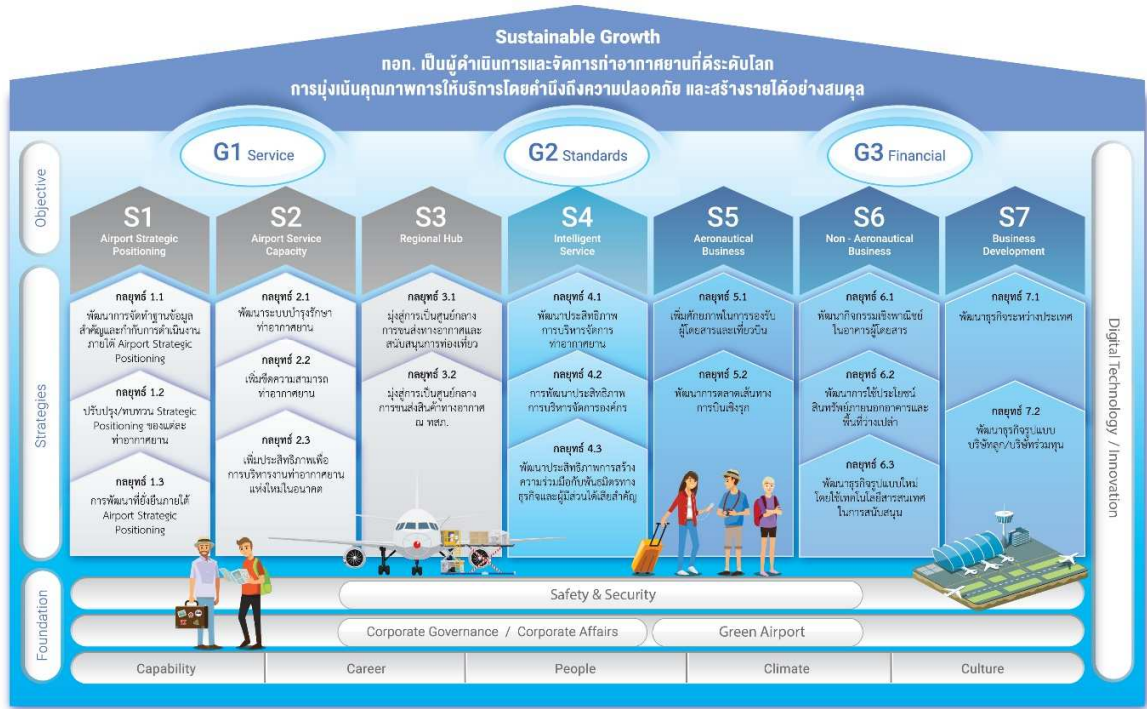 Sustainable Growth
ทอท. เป็นผู้ดำเนินการและจัดการท่าอากาศยานที่ดีระดับโลก
การมุ่งเน้นคุณภาพการให้บริการโดยคำนึงถึงความปลอดภัย และสร้างรายได้อย่างสมดุล
G1 Service
G2 Standards
G3 Financial
Objective
S1
Airport Strategic
Positioning
S2
Airport Service
Capacity
S3
Regional Hub
S4
Intelligent
Service
S5
Aeronautical
Business
S6
Non - Aeronautical
Business
S7
Business
Development
Strategies
กลยุทธ์ 1.1
พัฒนาการจัดทำฐานข้อมูล
สำคัญและกำกับการดำเนินงาน
ภายใต้ Airport Strategic
Positioning
กลยุทธ์ 1.2
ปรับปรุง/ทบทวน Strategic
Positioning ของแต่ละ
ท่าอากาศยาน
กลยุทธ์ 1.3
การพัฒนาที่ยั่งยืนภายใต้
Airport Strategic
Positioning
กลยุทธ์ 2.1
พัฒนาระบบบำรุงรักษา
ท่าอากาศยาน
กลยุทธ์ 2.2
เพิ่มขีดความสามารถ
ท่าอากาศยาน
กลยุทธ์ 2.3
เพิ่มประสิทธิภาพเพื่อ
การบริหารงานท่าอากาศยาน
แห่งใหม่ในอนาคต
กลยุทธ์ 3.1
มุ่งสู่การเป็นศูนย์กลาง
การขนส่งทางอากาศและ
สนับสนุนการท่องเที่ยว
กลยุทธ์ 3.2
มุ่งสู่การเป็นศูนย์กลาง
การขนส่งสินค้าทางอากาศ
ณ ทสภ.
กลยุทธ์ 4.1
พัฒนาประสิทธิภาพ
การบริหารจัดการ
ท่าอากาศยาน
กลยุทธ์ 4.2
การพัฒนาประสิทธิภาพ
การบริหารจัดการองค์กร
กลยุทธ์ 4.3
พัฒนาประสิทธิภาพการสร้าง
ความร่วมมือกับพันธมิตรทาง
ธุรกิจและผู้มีส่วนได้เสียสำคัญ
กลยุทธ์ 5.1
เพิ่มศักยภาพในการรองรับ
ผู้โดยสารและเที่ยวบิน
กลยุทธ์ 5.2
พัฒนาการตลาดเส้นทาง
การบินเชิงรุก
กลยุทธ์ 6.1
พัฒนากิจกรรมเชิงพาณิชย์
ในอาคารผู้โดยสาร
กลยุทธ์ 6.2
พัฒนาการใช้ประโยชน์
สินทรัพย์ภายนอกอาคารและ
พื้นที่ว่างเปล่า
กลยุทธ์ 6.3
พัฒนาธุรกิจรูปแบบใหม่
โดยใช้เทคโนโลยีสารสนเทศ
ในการสนับสนุน
กลยุทธ์ 7.1
พัฒนาธุรกิจระหว่างประเทศ
กลยุทธ์ 7.2
พัฒนาธุรกิจรูปแบบ
บริษัทลูก/บริษัทร่วมทุน
Digital Technology / Innovation
Foundation
Safety & Security
Corporate Governance / Corporate Affairs
Green Airport
Capability
Career
People
Climate
Culture